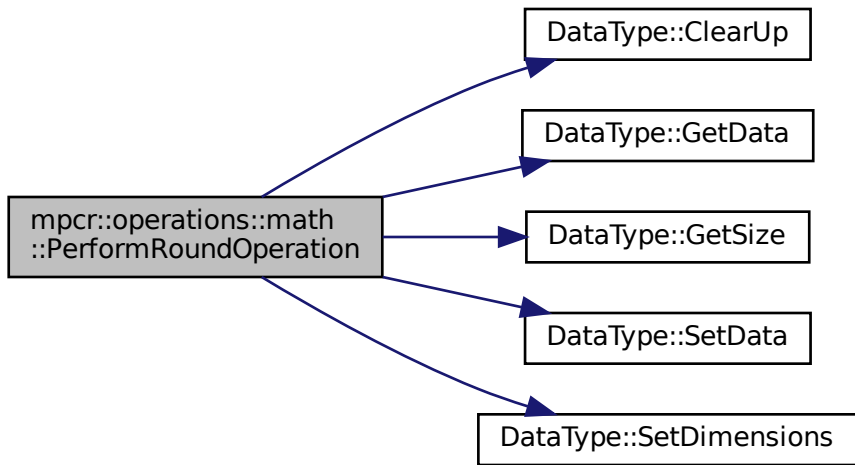 mpcr::operations::math
::PerformRoundOperation
DataType::ClearUp
DataType::GetData
DataType::GetSize
DataType::SetData
DataType::SetDimensions